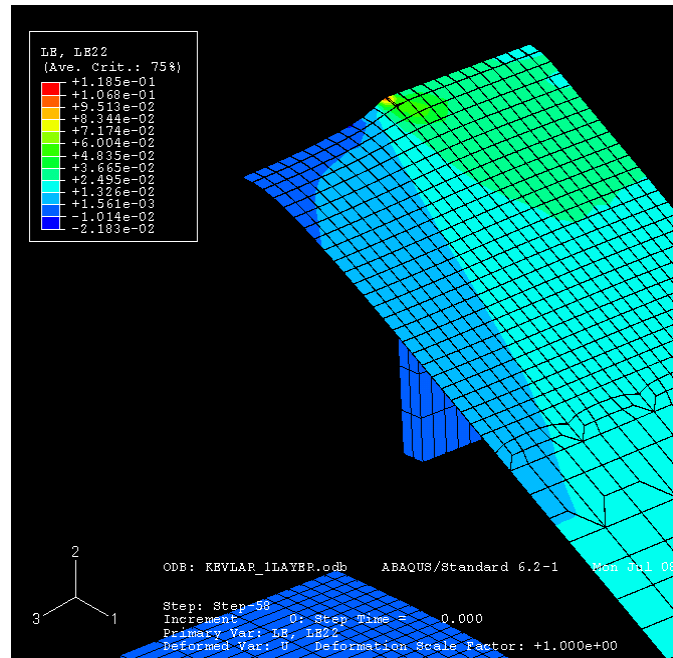 LE, LE22
(Ave. Crit.: 75%)
+1.185e-01
+1.068e-01
+9.513e-02
+8.344e-02
+7.174e-02
+6.004e-02
+4.835e-02
+3.665e-02
+2.495e-02
+1.326e-02
+1.561e-03
-1.014e-02
-2.183e-02
2
3
1
ODB: KEVLAR_1LAYER.odb ABAQUS/Standard 6.2-1 Mon Jul 08
Step: Step-58
Increment 0: Step Time = 0.000
Primary Var: LE, LE22
Deformed Var: U Deformation Scale Factor: +1.000e+00